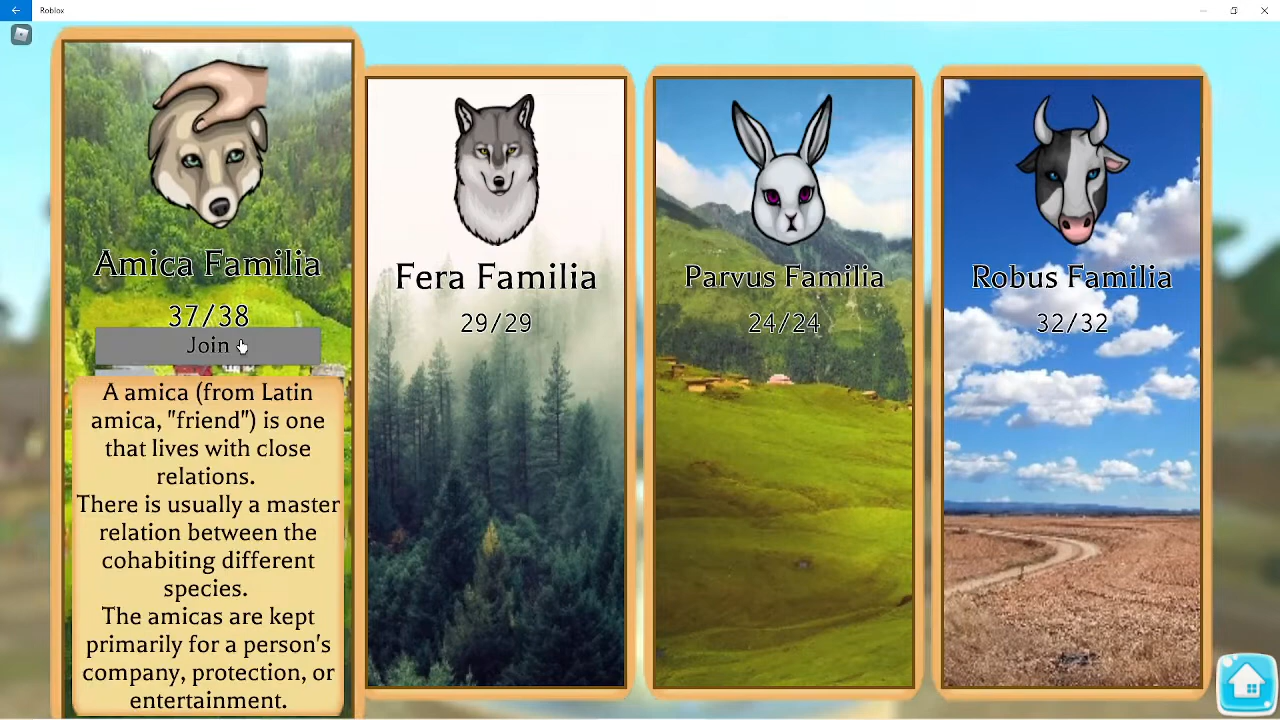 Roblox
Amica Familia
37/38
Join
A amica (from Latin
amica, "friend") is one
that lives with close
relations.
There is usually a master
relation between the
cohabiting different
species.
The amicas are kept
primarily for a person's
company, protection, or
entertainment.
Fera Familia
29/29
Parvus Familia
24/24
Robus Familia
32/32